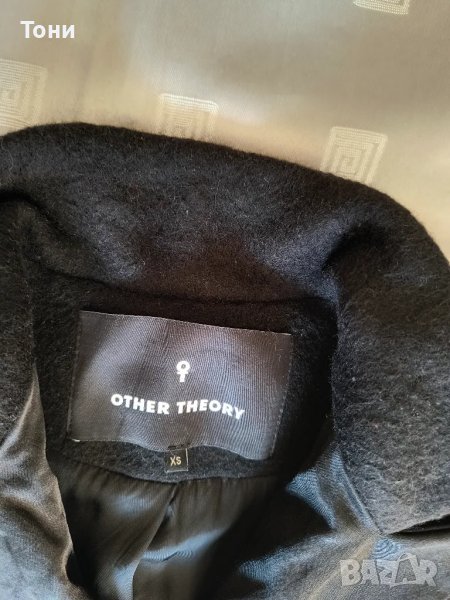 Тони
OTHER THEORY
XS
BAZAR